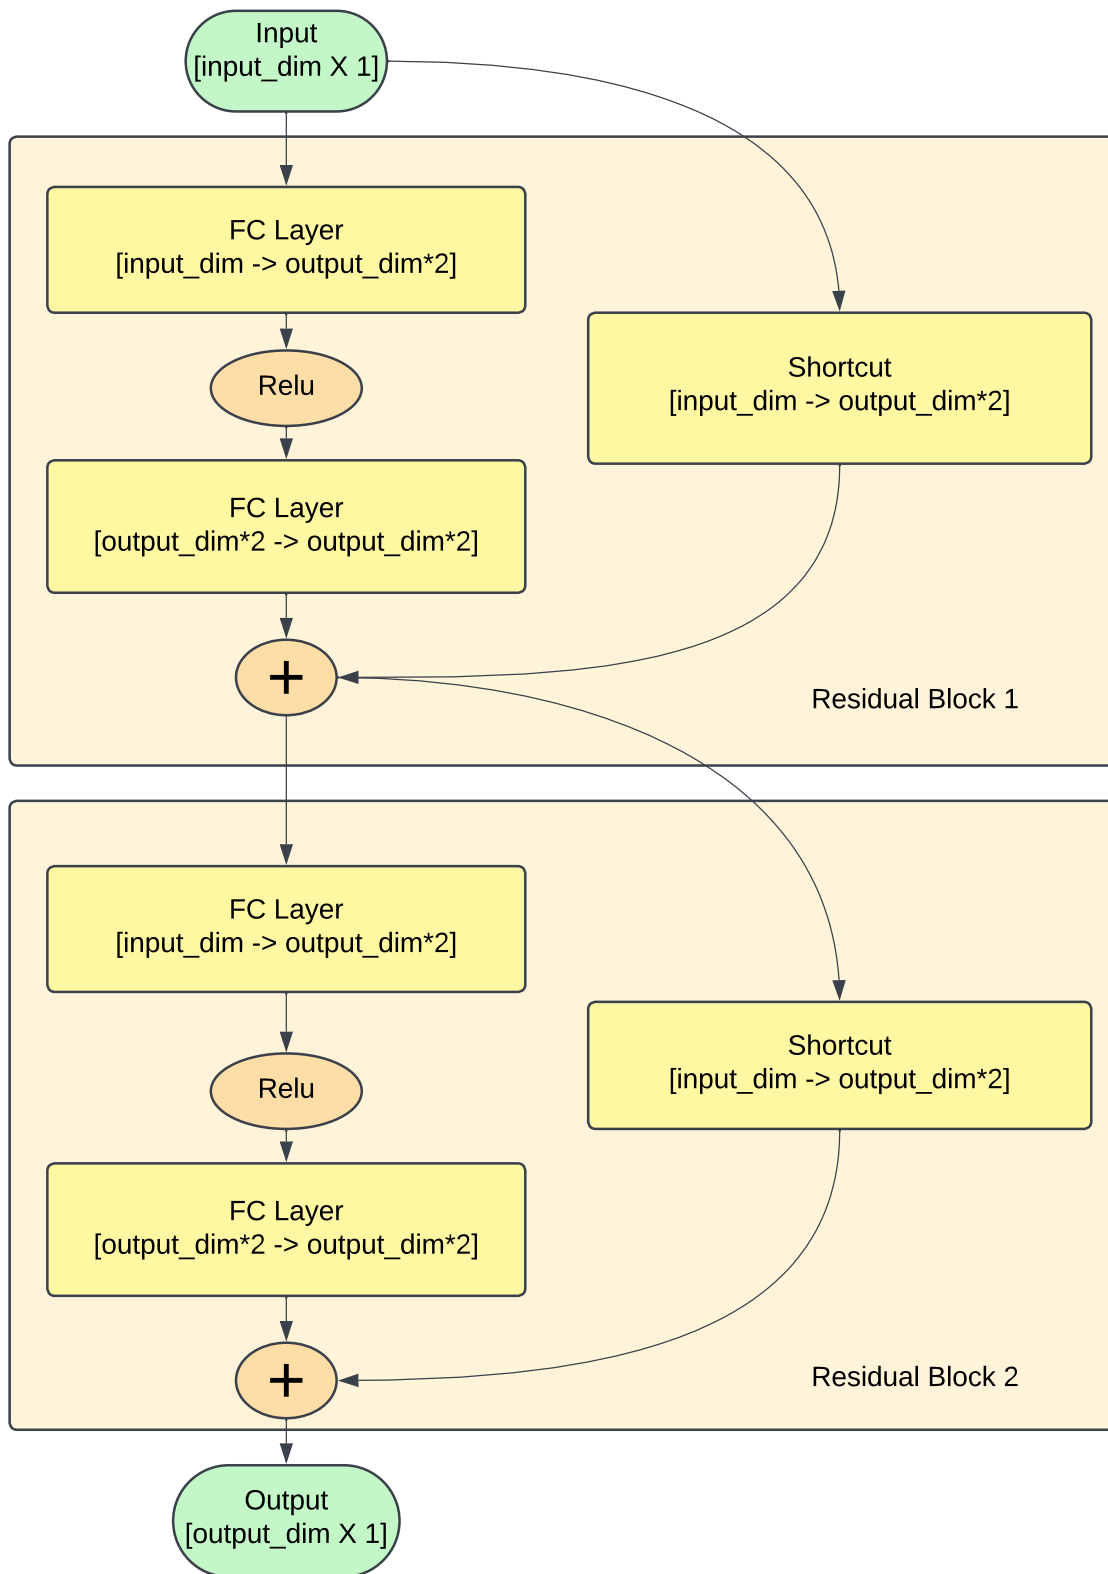 Input
[input_dim X 1]
FC Layer
[input_dim -> output_dim*2]
Relu
Shortcut
[input_dim -> output_dim*2]
FC Layer
[output_dim*2 -> output_dim*2]
+
Residual Block 1
FC Layer
[input_dim -> output_dim*2]
Shortcut
[input_dim -> output_dim*2]
Relu
FC Layer
[output_dim*2 -> output_dim*2]
+
Residual Block 2
Output
[output_dim X 1]